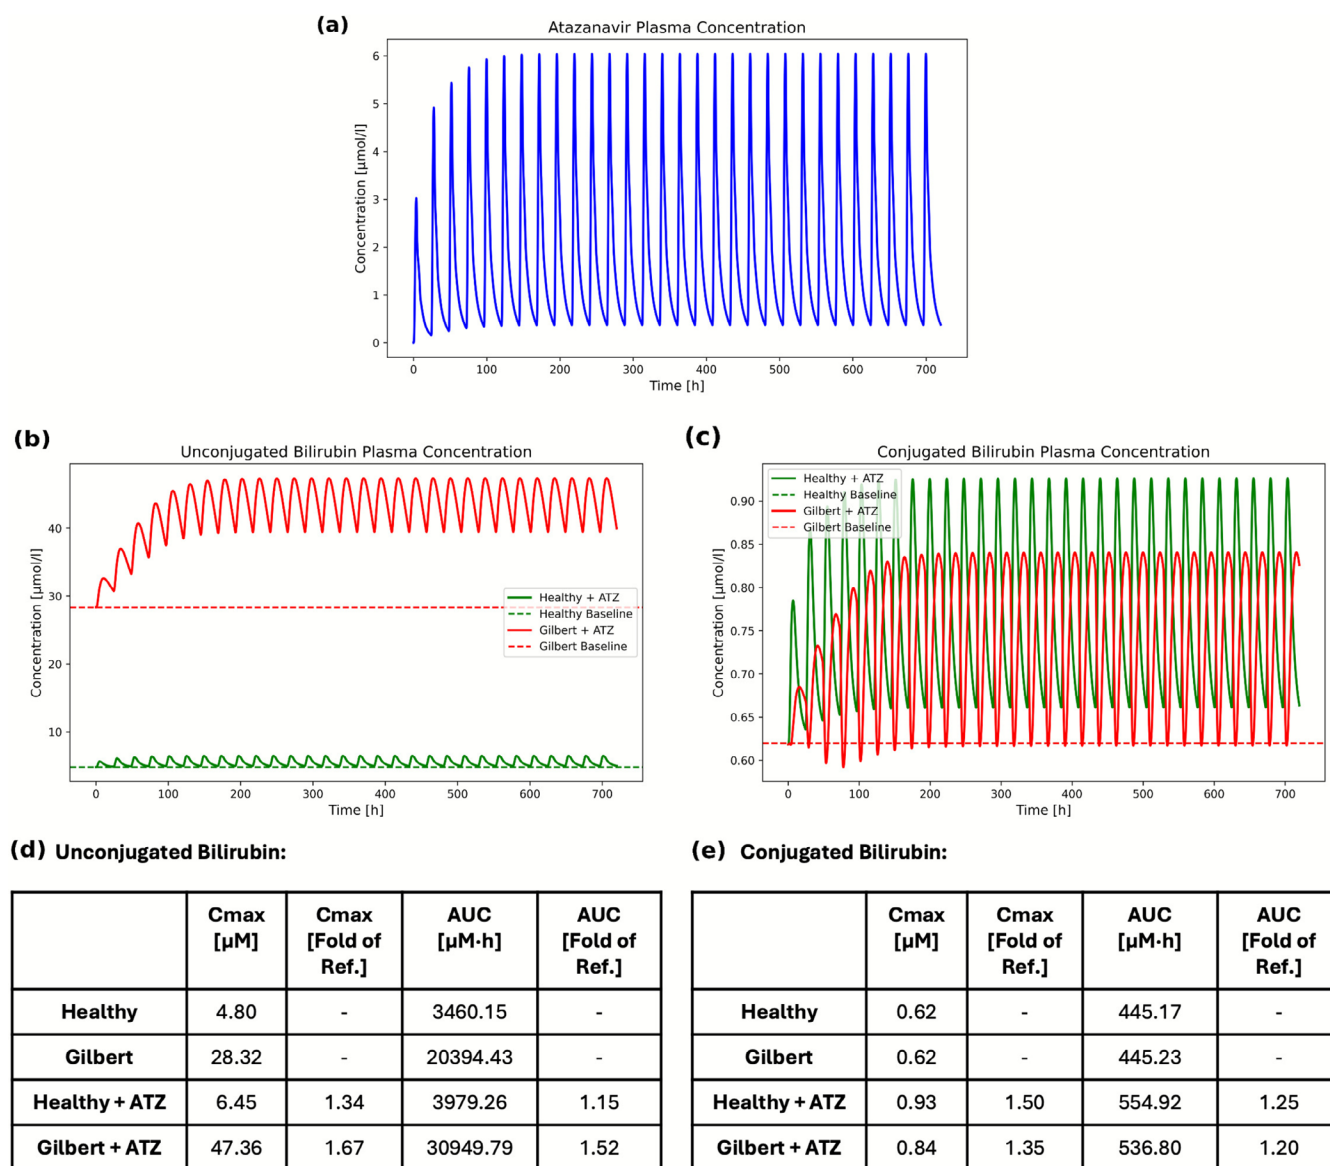 (a)
Atazanavir Plasma Concentration
Concentration [µmol/l]
6
5
4
3
2
1
0
0 100 200 300 400 500 600 700
Time [h]
(b)
Unconjugated Bilirubin Plasma Concentration
Concentration [µmol/l]
40
30
20
10
Healthy + ATZ
Healthy Baseline
Gilbert + ATZ
Gilbert Baseline
0 100 200 300 400 500 600 700
Time [h]
(c)
Conjugated Bilirubin Plasma Concentration
Healthy + ATZ
Healthy Baseline
Gilbert + ATZ
Gilbert Baseline
Concentration [µmol/l]
0.90
0.85
0.80
0.75
0.70
0.65
0.60
0 100 200 300 400 500 600 700
Time [h]
(d) Unconjugated Bilirubin:
Cmax [µM] Cmax [Fold of Ref.] AUC [µM·h] AUC [Fold of Ref.]
Healthy 4.80 - 3460.15 -
Gilbert 28.32 - 20394.43 -
Healthy + ATZ 6.45 1.34 3979.26 1.15
Gilbert + ATZ 47.36 1.67 30949.79 1.52
(e) Conjugated Bilirubin:
Cmax [µM] Cmax [Fold of Ref.] AUC [µM·h] AUC [Fold of Ref.]
Healthy 0.62 - 445.17 -
Gilbert 0.62 - 445.23 -
Healthy + ATZ 0.93 1.50 554.92 1.25
Gilbert + ATZ 0.84 1.35 536.80 1.20